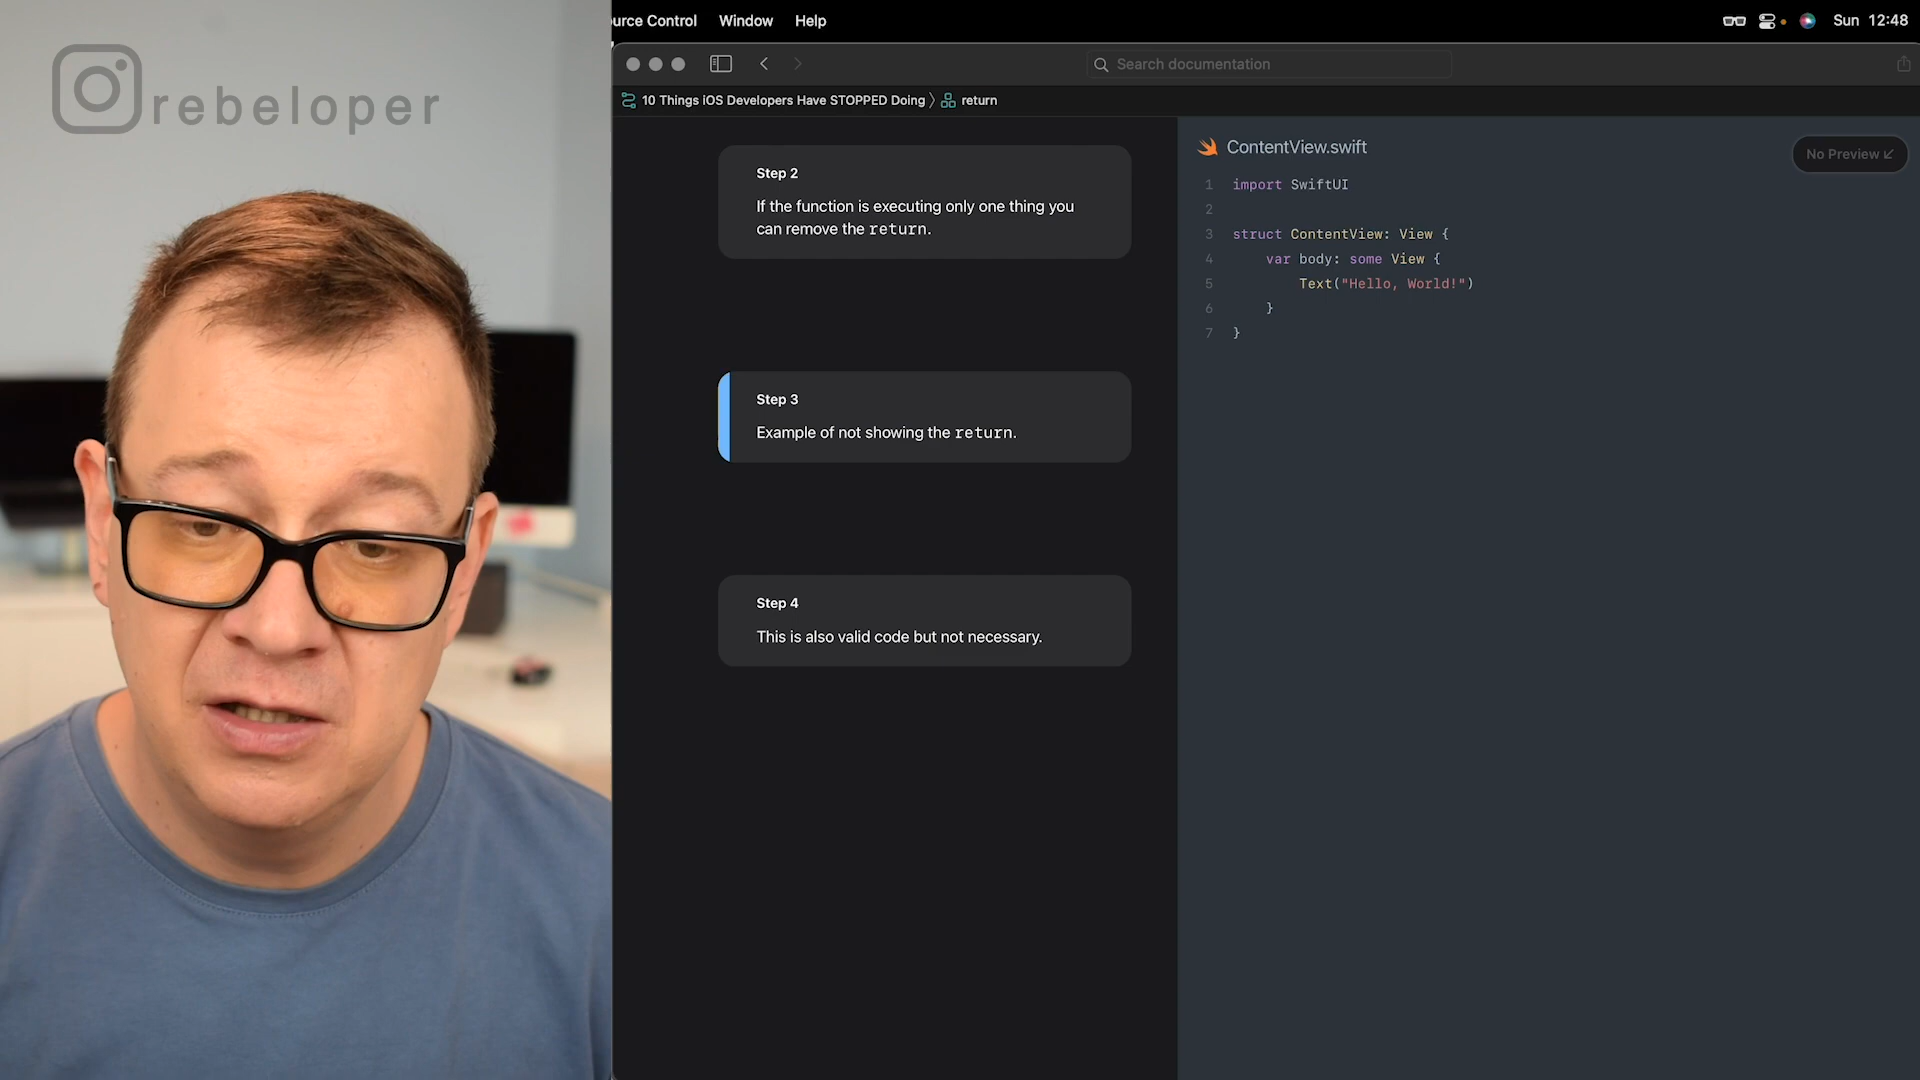 rebeloper
urce Control Window Help
Sun 12:48
Search documentation
10 Things iOS Developers Have STOPPED Doing return
Step 2
If the function is executing only one thing you
can remove the return.
Step 3
Example of not showing the return.
Step 4
This is also valid code but not necessary.
ContentView.swift
No Preview
1 import SwiftUI
2
3 struct ContentView: View {
4 var body: some View {
5 Text("Hello, World!")
6 }
7 }